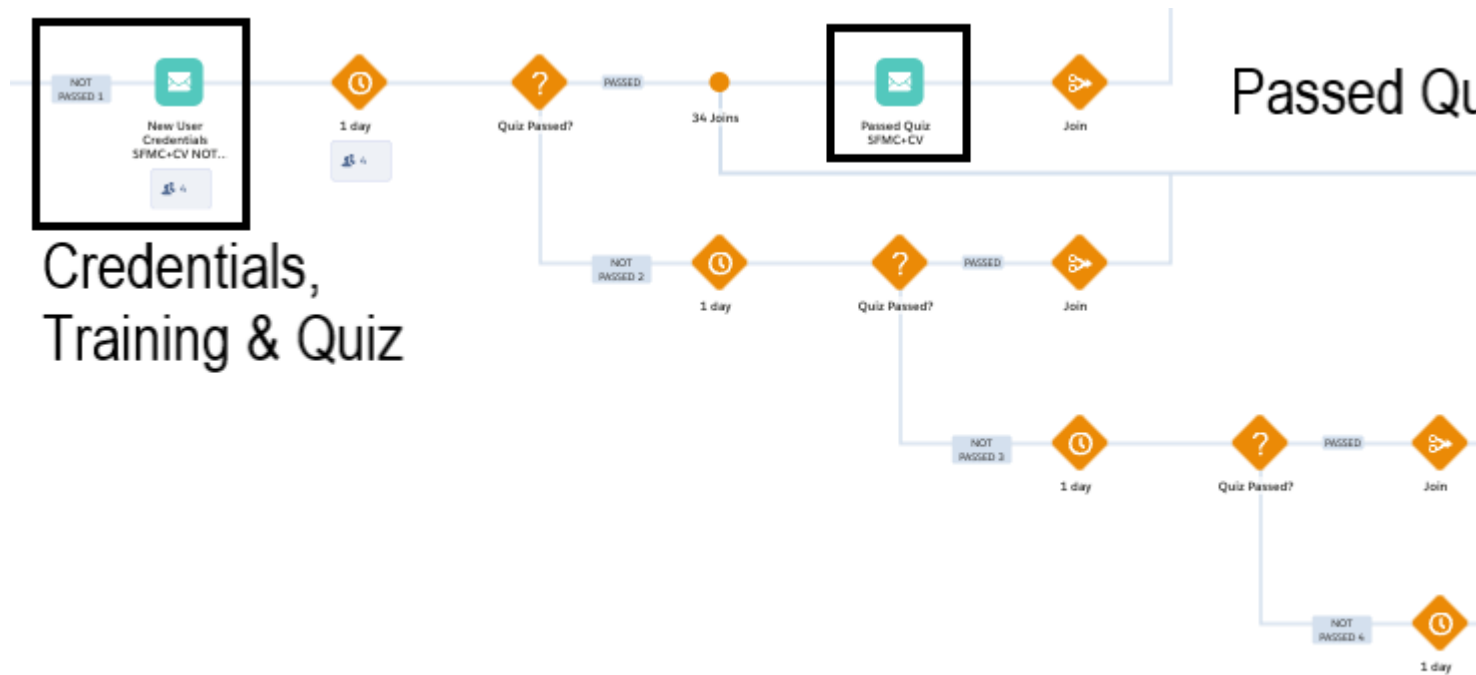 NOT
PASSED 1
New User
Credentials
SFMC+CV NOT...
4
1 day
4
Quiz Passed?
PASSED
34 Joins
Passed Quiz
SFMC+CV
Join
Passed Qu
Credentials,
Training & Quiz
NOT
PASSED 2
1 day
Quiz Passed?
PASSED
Join
NOT
PASSED 3
1 day
Quiz Passed?
PASSED
Join
NOT
PASSED 4
1 day